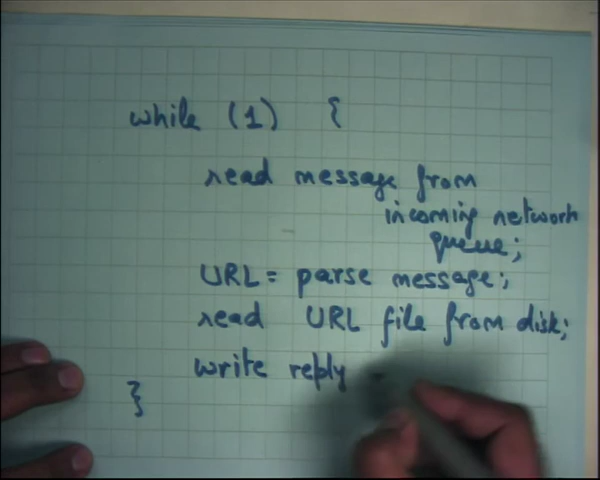 while (1) {
read message from
incoming network
queue;
URL = parse message;
read URL file from disk;
write reply
}